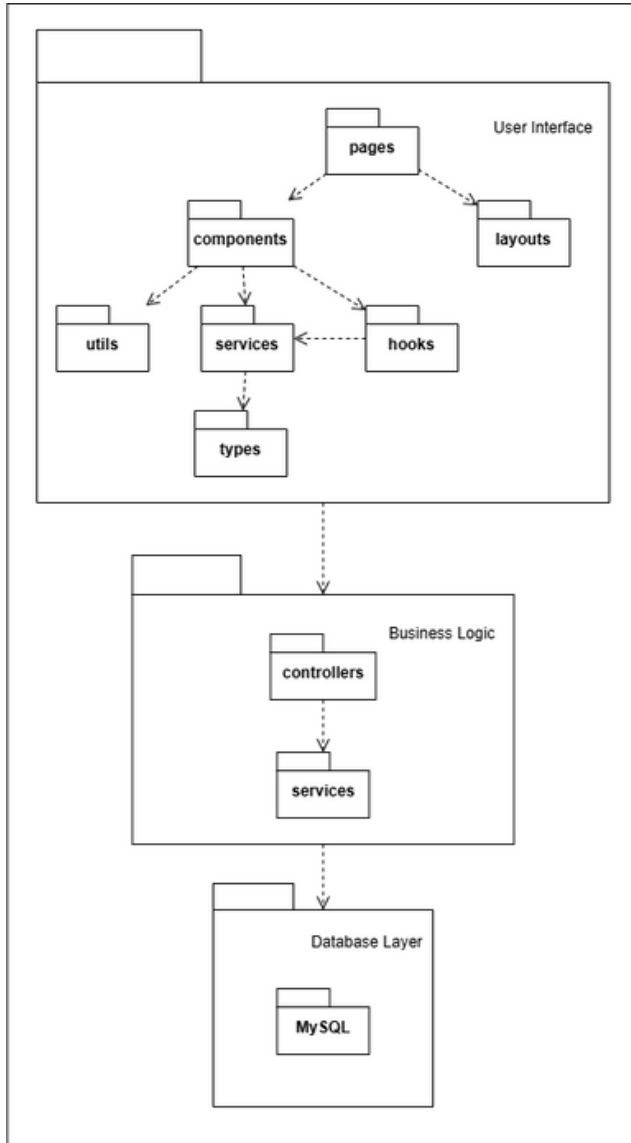 User Interface
pages
components
layouts
utils
services
hooks
types
Business Logic
controllers
services
Database Layer
MySQL